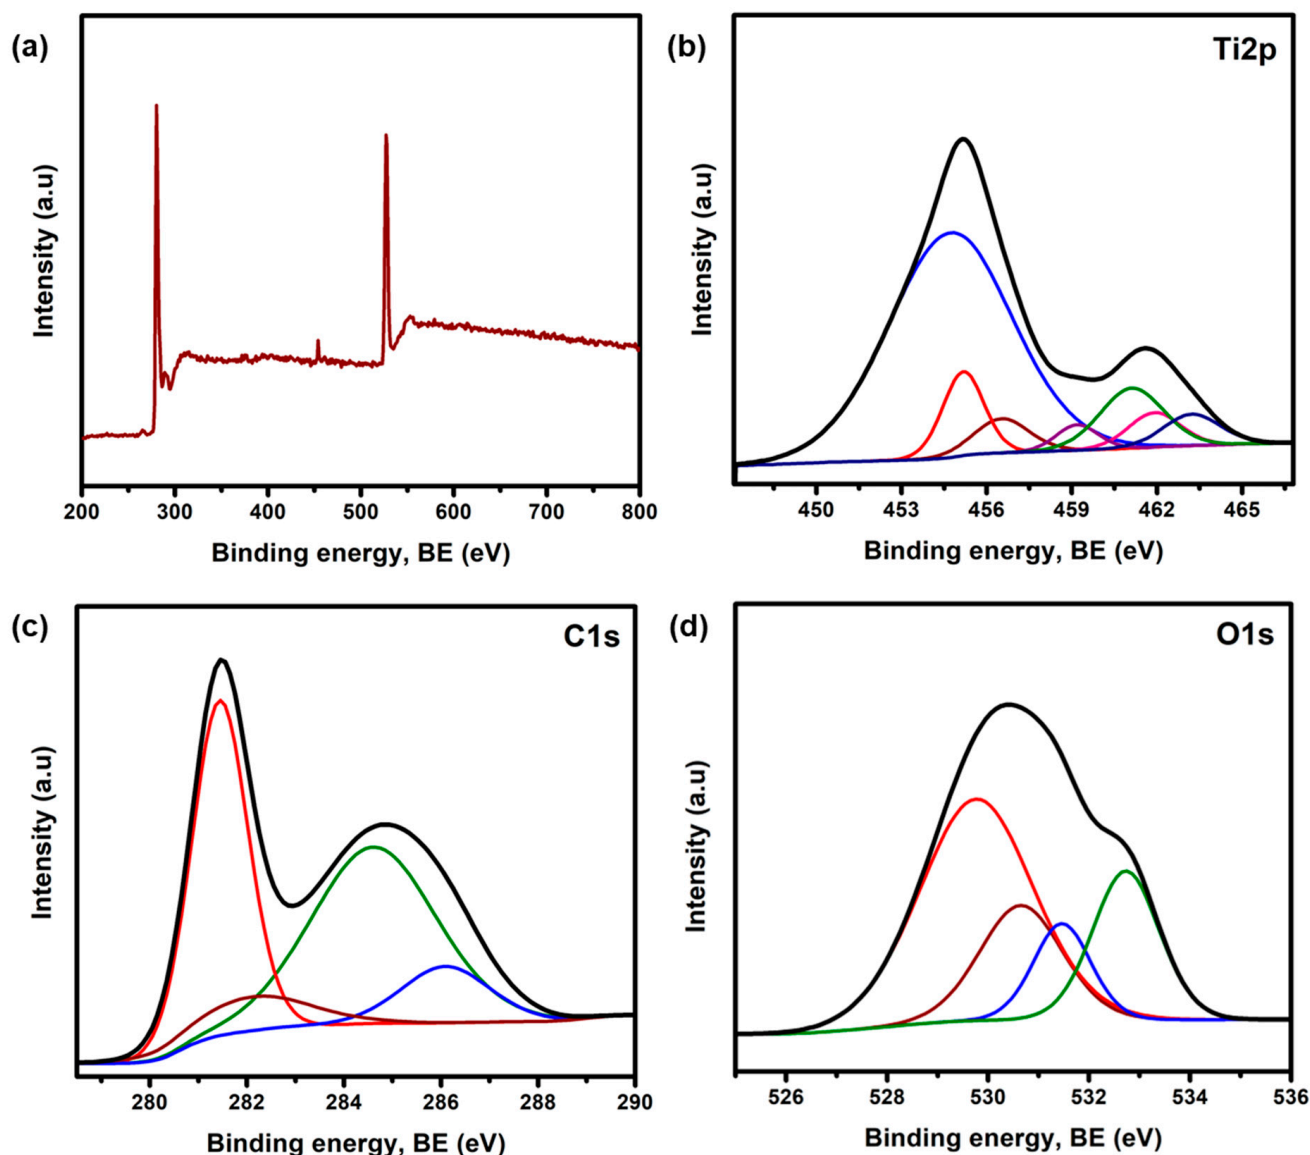 (a)
Intensity (a.u)
200 300 400 500 600 700 800
Binding energy, BE (eV)
(b)
Ti2p
Intensity (a.u)
450 453 456 459 462 465
Binding energy, BE (eV)
(c)
C1s
Intensity (a.u)
280 282 284 286 288 290
Binding energy, BE (eV)
(d)
O1s
Intensity (a.u)
526 528 530 532 534 536
Binding energy, BE (eV)